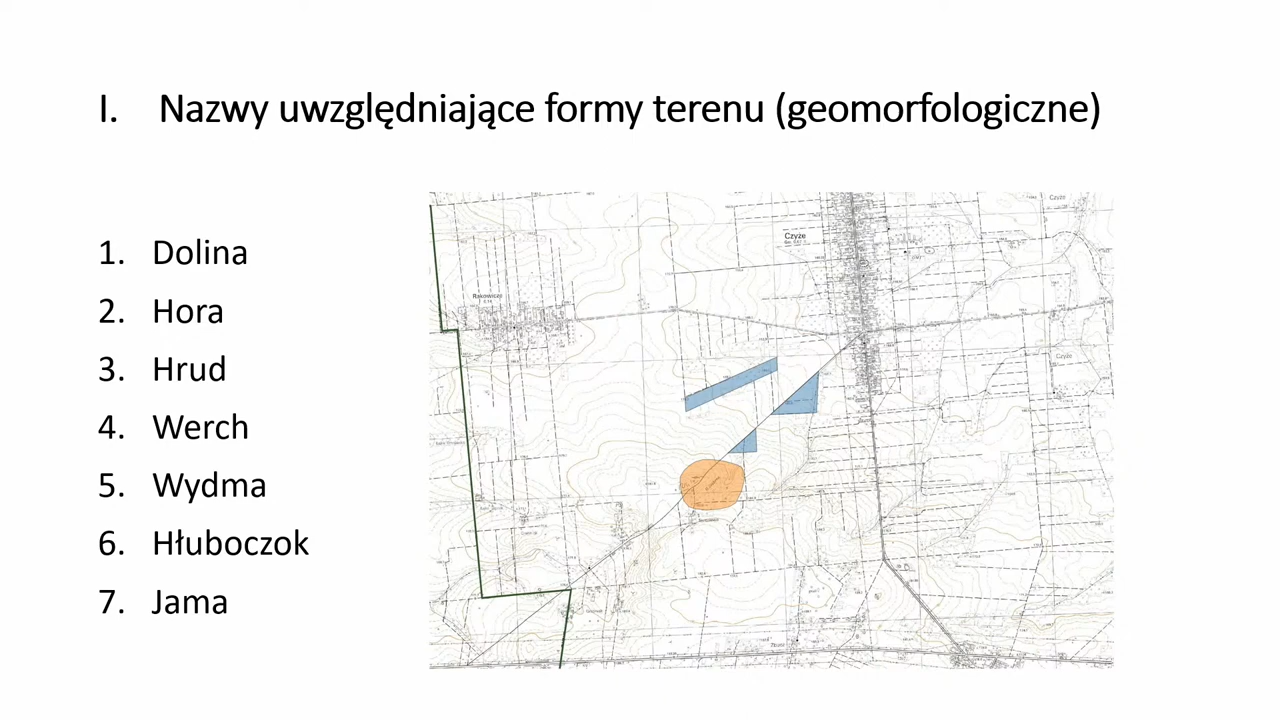 I. Nazwy uwzględniające formy terenu (geomorfologiczne)
1. Dolina
2. Hora
3. Hrud
4. Werch
5. Wydma
6. Hłuboczok
7. Jama
Czyże
Czyże
Rakowicze
Czyże